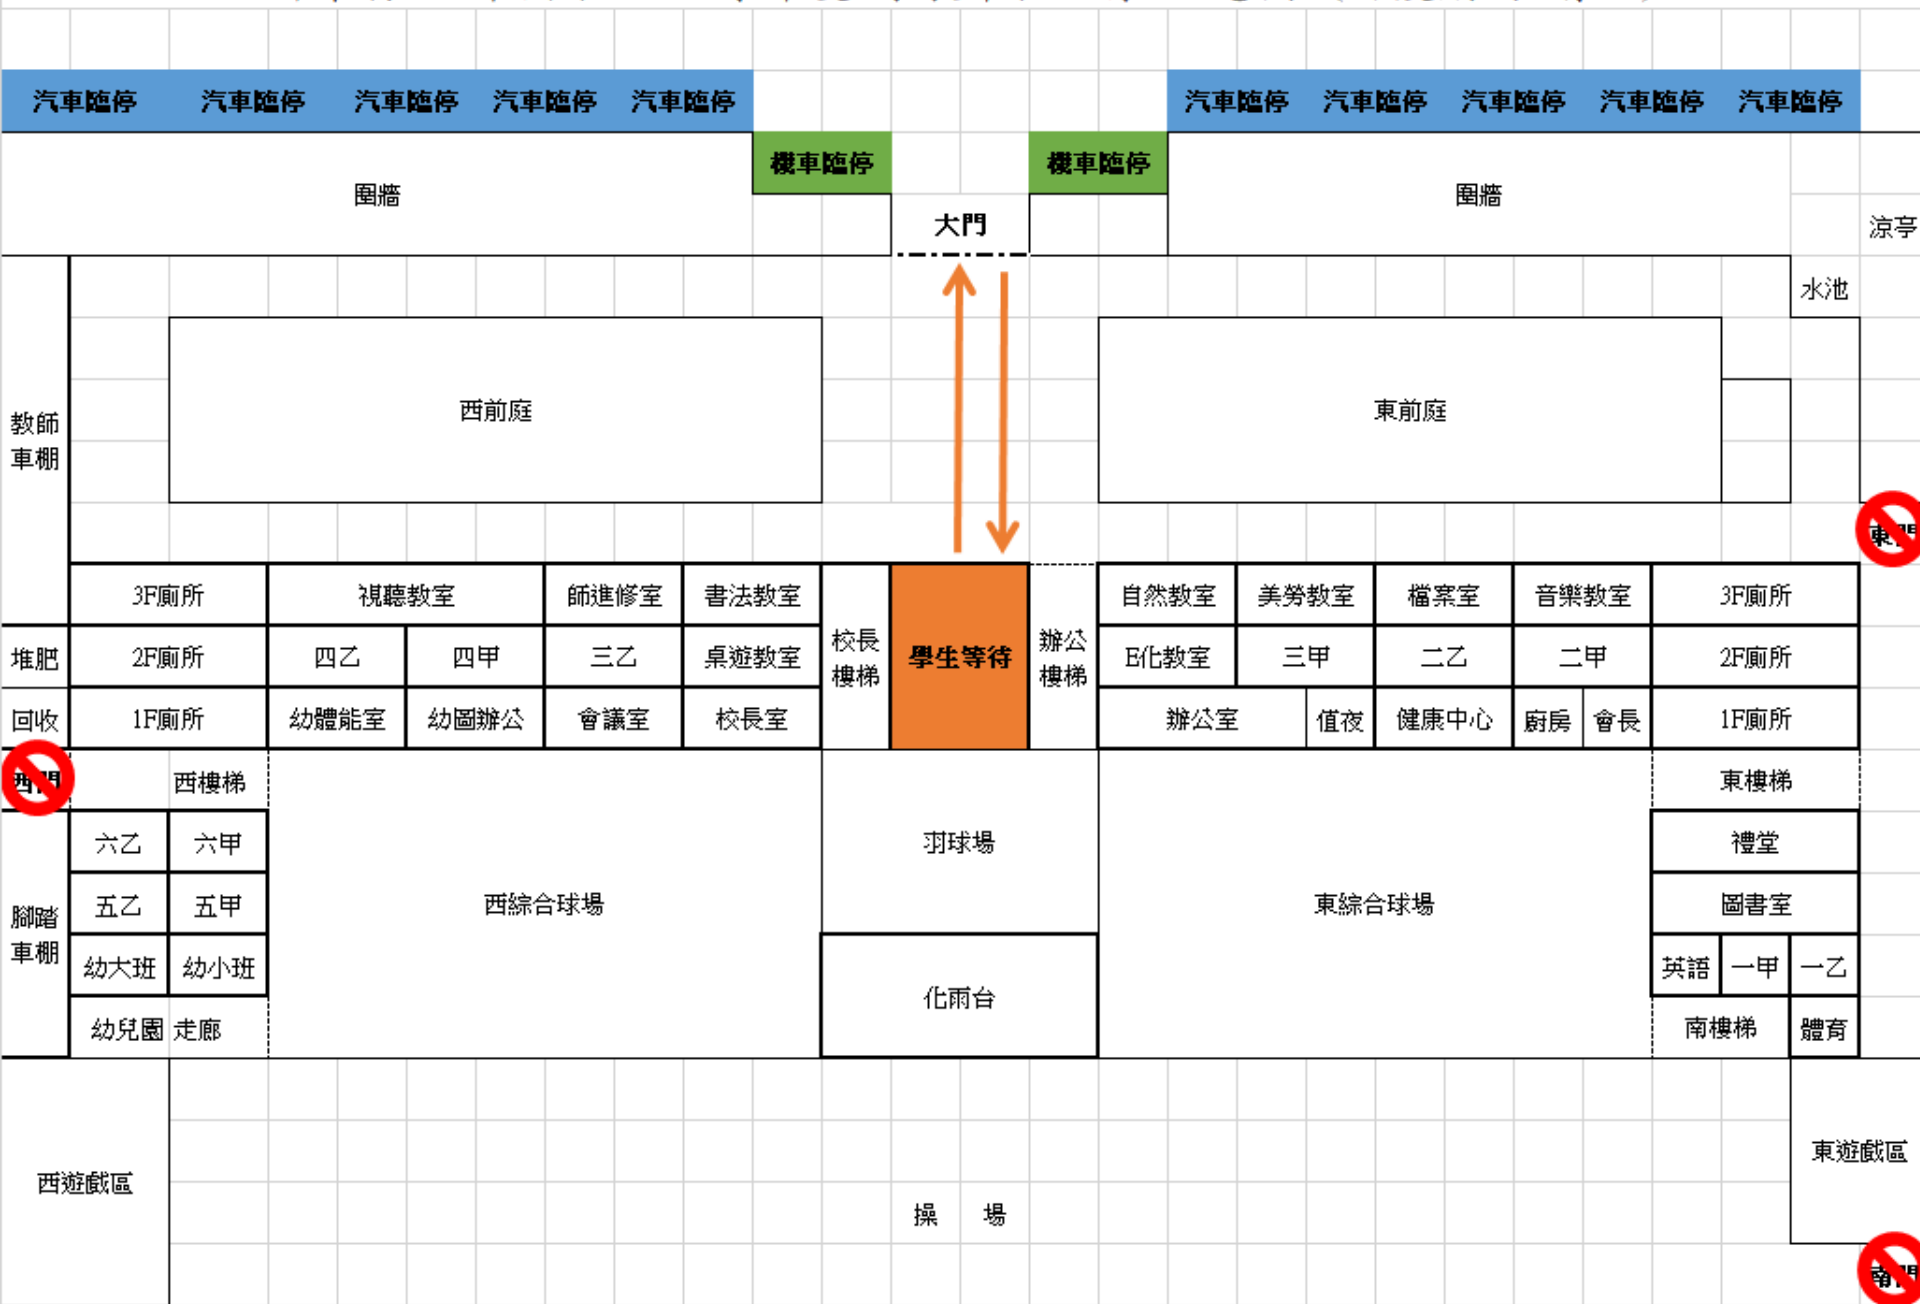 汽車臨停 汽車臨停 汽車臨停 汽車臨停 汽車臨停 汽車臨停 汽車臨停 汽車臨停 汽車臨停 汽車臨停
機車臨停 機車臨停
圍牆 圍牆
大門 涼亭
水池
西前庭 東前庭
教師
車棚
東門
3F廁所 視聽教室 師進修室 書法教室 自然教室 美勞教室 檔案室 音樂教室 3F廁所
校長
樓梯
學生等待
辦公
樓梯
堆肥 2F廁所 四乙 四甲 三乙 桌遊教室 E化教室 三甲 二乙 二甲 2F廁所
回收 1F廁所 幼體能室 幼圖辦公 會議室 校長室 辦公室 值夜 健康中心 廚房 會長 1F廁所
西門 西樓梯 東樓梯
六乙 六甲 羽球場 禮堂
腳踏
車棚
五乙 五甲 西綜合球場 東綜合球場 圖書室
幼大班 幼小班 化雨台 英語 一甲 一乙
幼兒園 走廊 南樓梯 體育
西遊戲區 東遊戲區
操 場
南門